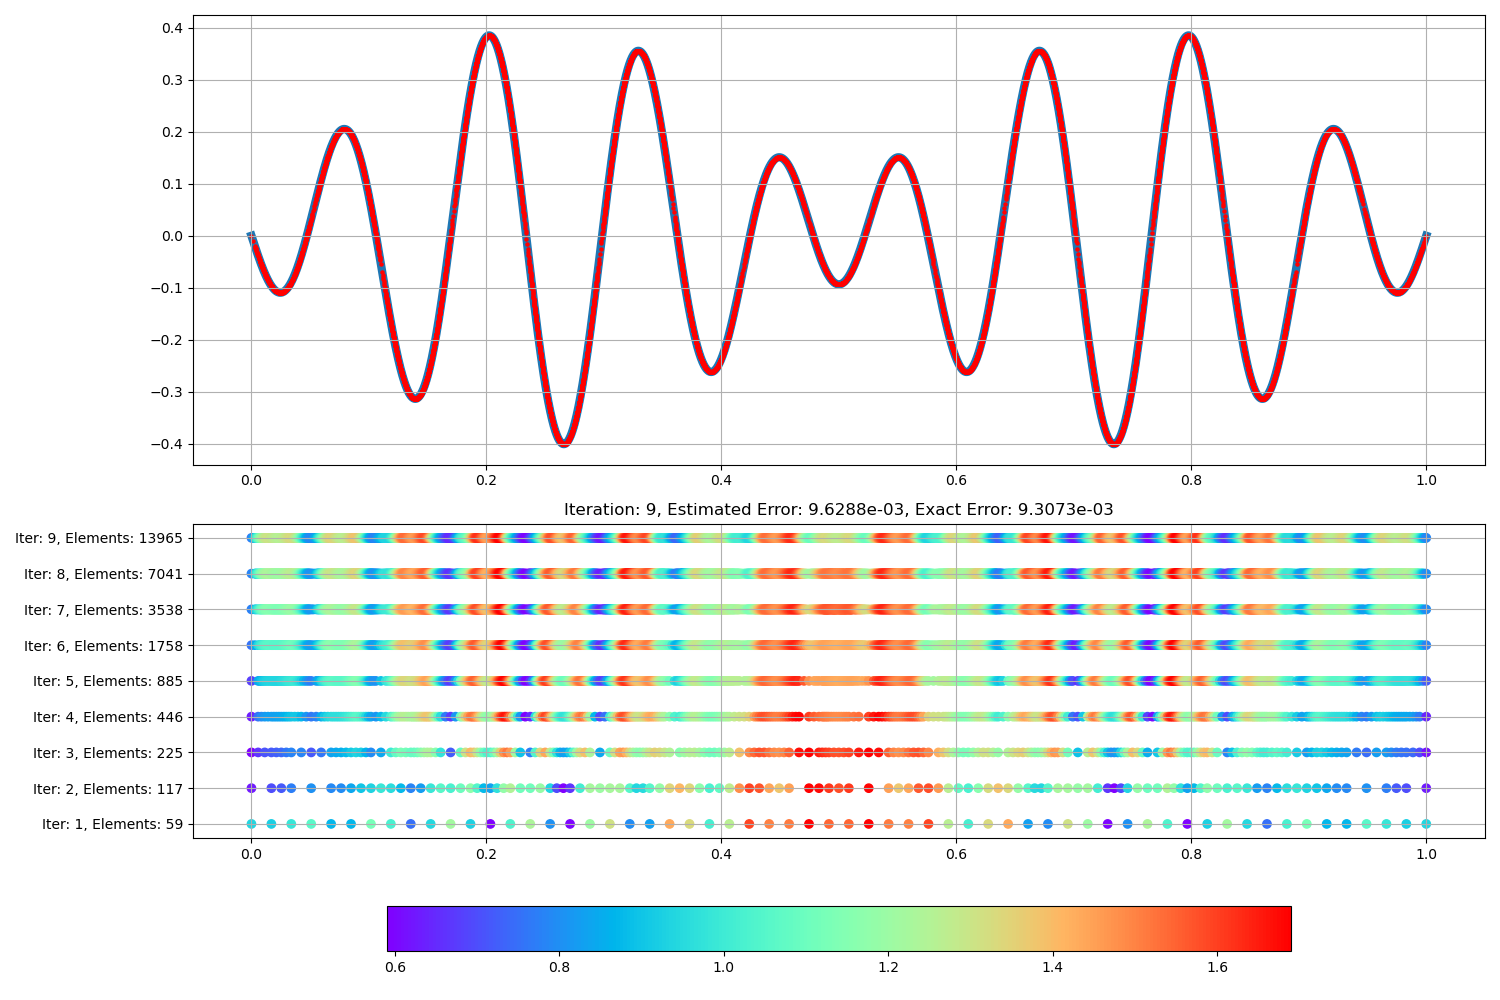 0.4
0.3
0.2
0.1
0.0
−0.1
−0.2
−0.3
−0.4
0.0 0.2 0.4 0.6 0.8 1.0
Iteration: 9, Estimated Error: 9.6288e-03, Exact Error: 9.3073e-03
Iter: 9, Elements: 13965
Iter: 8, Elements: 7041
Iter: 7, Elements: 3538
Iter: 6, Elements: 1758
Iter: 5, Elements: 885
Iter: 4, Elements: 446
Iter: 3, Elements: 225
Iter: 2, Elements: 117
Iter: 1, Elements: 59
0.0 0.2 0.4 0.6 0.8 1.0
0.6 0.8 1.0 1.2 1.4 1.6